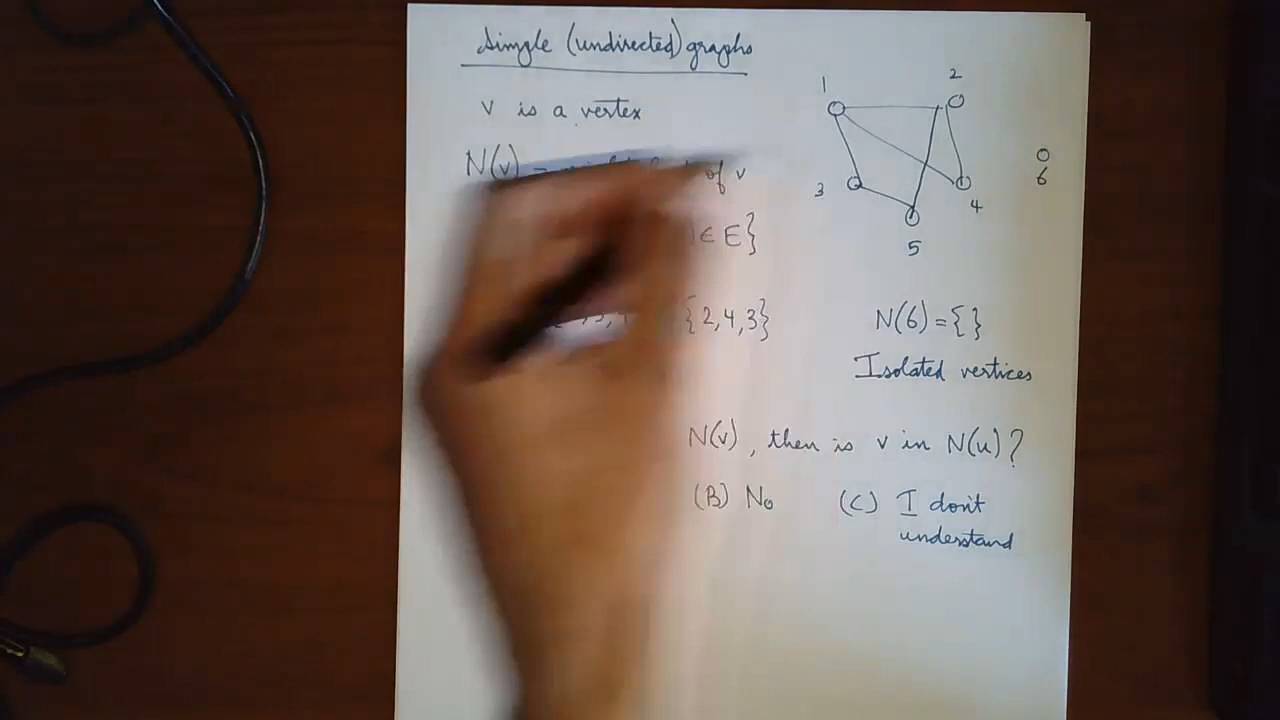 Simple (undirected) graphs
v is a vertex
N(v) = of v
∈ E}
{2,4,3}
N(6) = { }
Isolated vertices
N(v), then is v in N(u)?
(B) No (C) I don't
understand
1
2
3
4
5
6